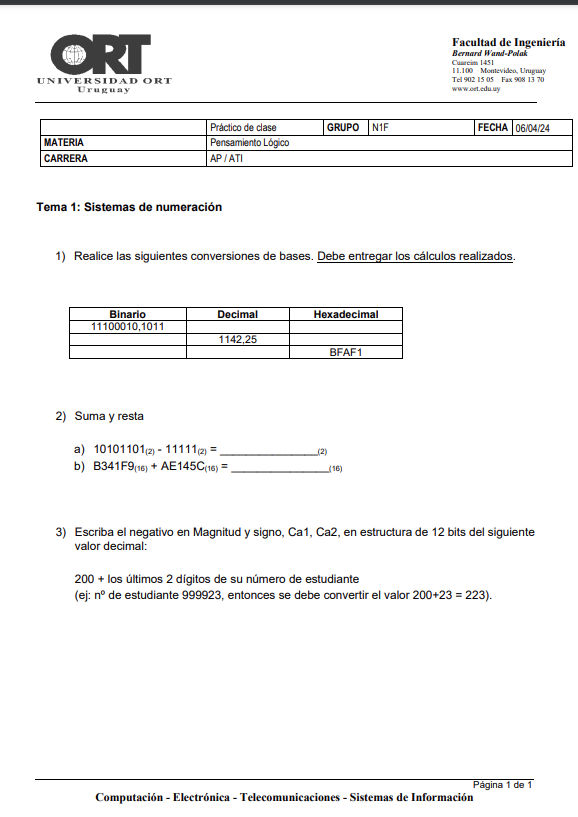 ORT
UNIVERSIDAD ORT
Uruguay
Facultad de Ingeniería
Bernard Wand-Polak
Cuareim 1451
11.100 Montevideo, Uruguay
Tel 902 15 05 Fax 908 13 70
www.ort.edu.uy
Práctico de clase GRUPO N1F FECHA 06/04/24
MATERIA Pensamiento Lógico
CARRERA AP / ATI
Tema 1: Sistemas de numeración
1) Realice las siguientes conversiones de bases. Debe entregar los cálculos realizados.
Binario Decimal Hexadecimal
11100010,1011
1142,25
BFAF1
2) Suma y resta
a) 10101101(2) - 11111(2) = ________________(2)
b) B341F9(16) + AE145C(16) = ________________(16)
3) Escriba el negativo en Magnitud y signo, Ca1, Ca2, en estructura de 12 bits del siguiente
valor decimal:
200 + los últimos 2 dígitos de su número de estudiante
(ej: nº de estudiante 999923, entonces se debe convertir el valor 200+23 = 223).
Página 1 de 1
Computación - Electrónica - Telecomunicaciones - Sistemas de Información